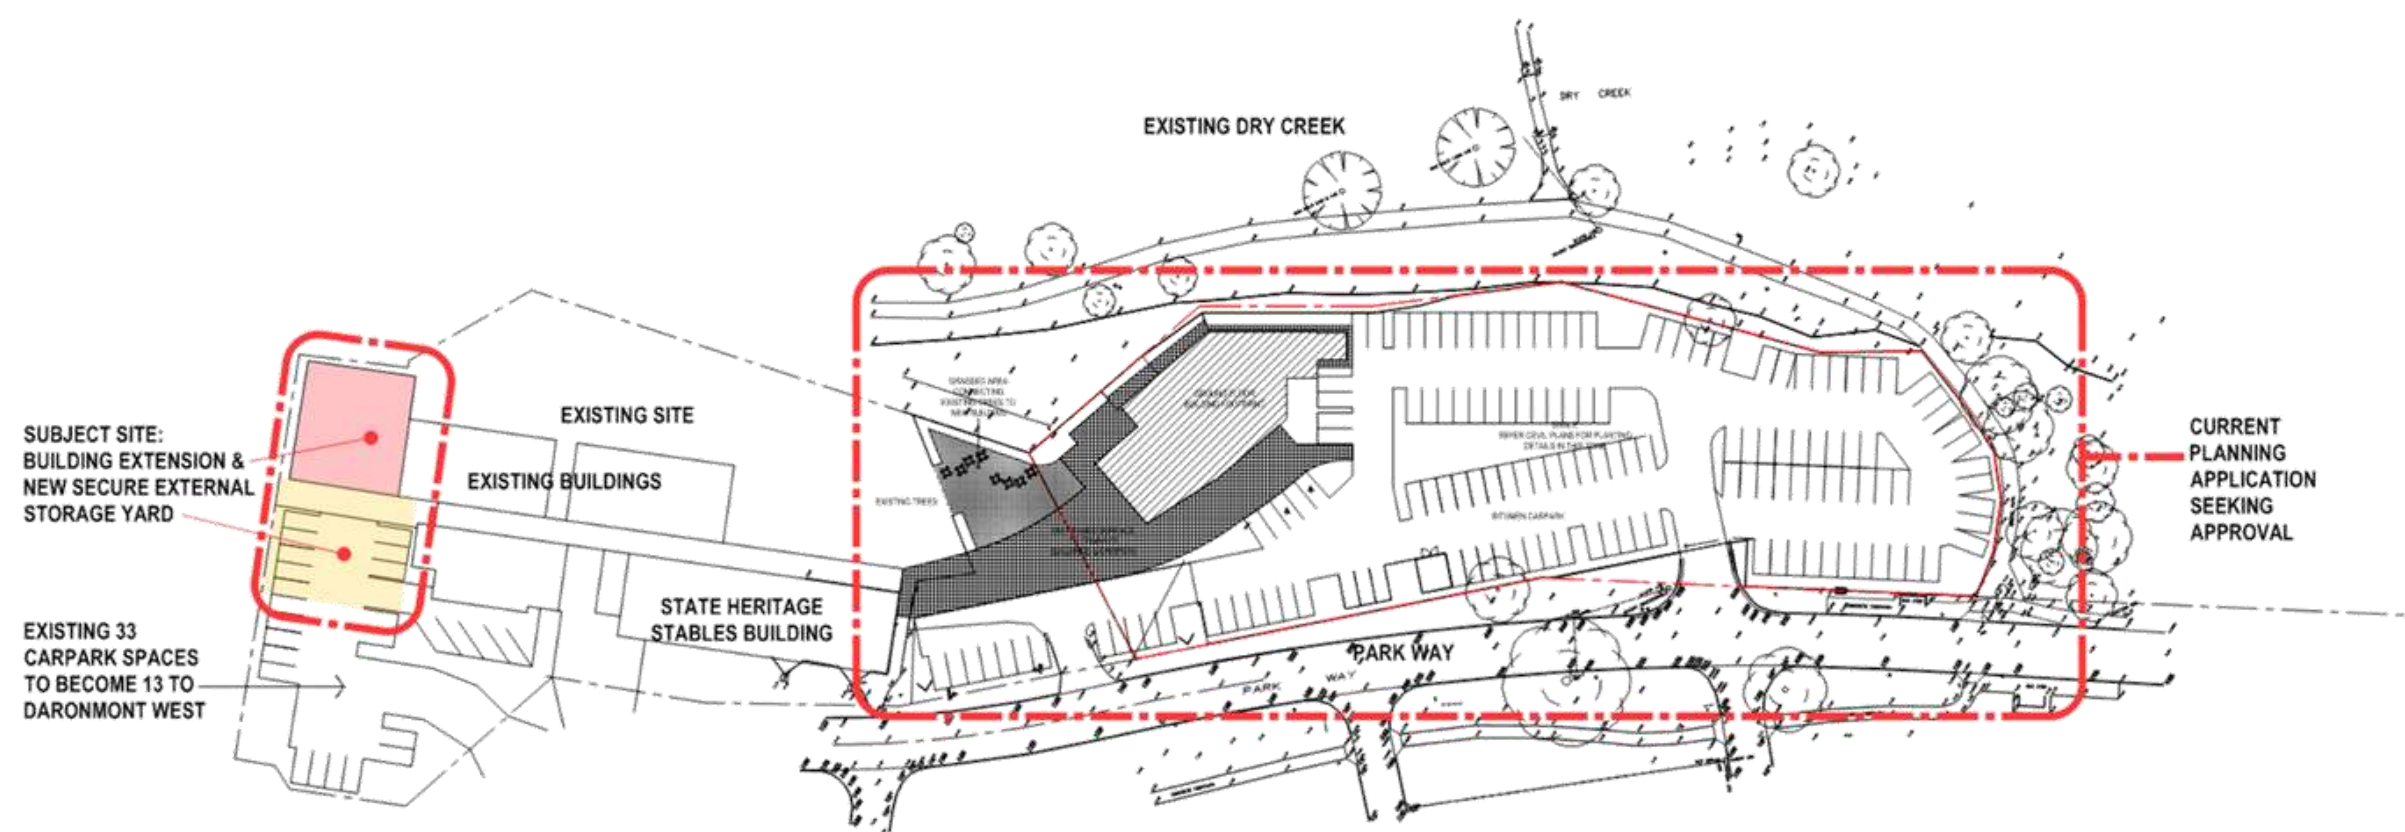 EXISTING DRY CREEK
DRY CREEK
SUBJECT SITE:
BUILDING EXTENSION &
NEW SECURE EXTERNAL
STORAGE YARD
EXISTING SITE
EXISTING BUILDINGS
EXISTING TREES
GROUND FLOOR
BITUMEN CARPARK
CURRENT
PLANNING
APPLICATION
SEEKING
APPROVAL
STATE HERITAGE
STABLES BUILDING
EXISTING 33
CARPARK SPACES
TO BECOME 13 TO
DARONMONT WEST
PARK WAY
PARK WAY